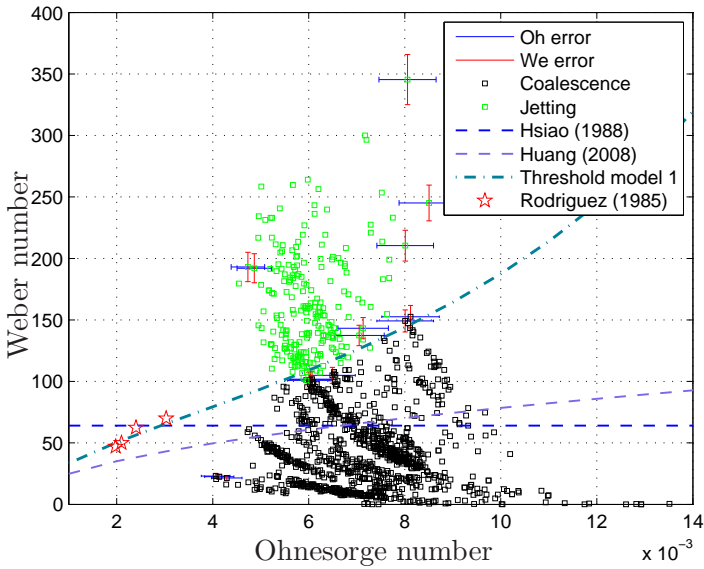 400
350
300
250
200
150
100
50
0
Weber number
Oh error
We error
Coalescence
Jetting
Hsiao (1988)
Huang (2008)
Threshold model 1
Rodriguez (1985)
2
4
6
8
10
12
14
Ohnesorge number
x 10⁻³